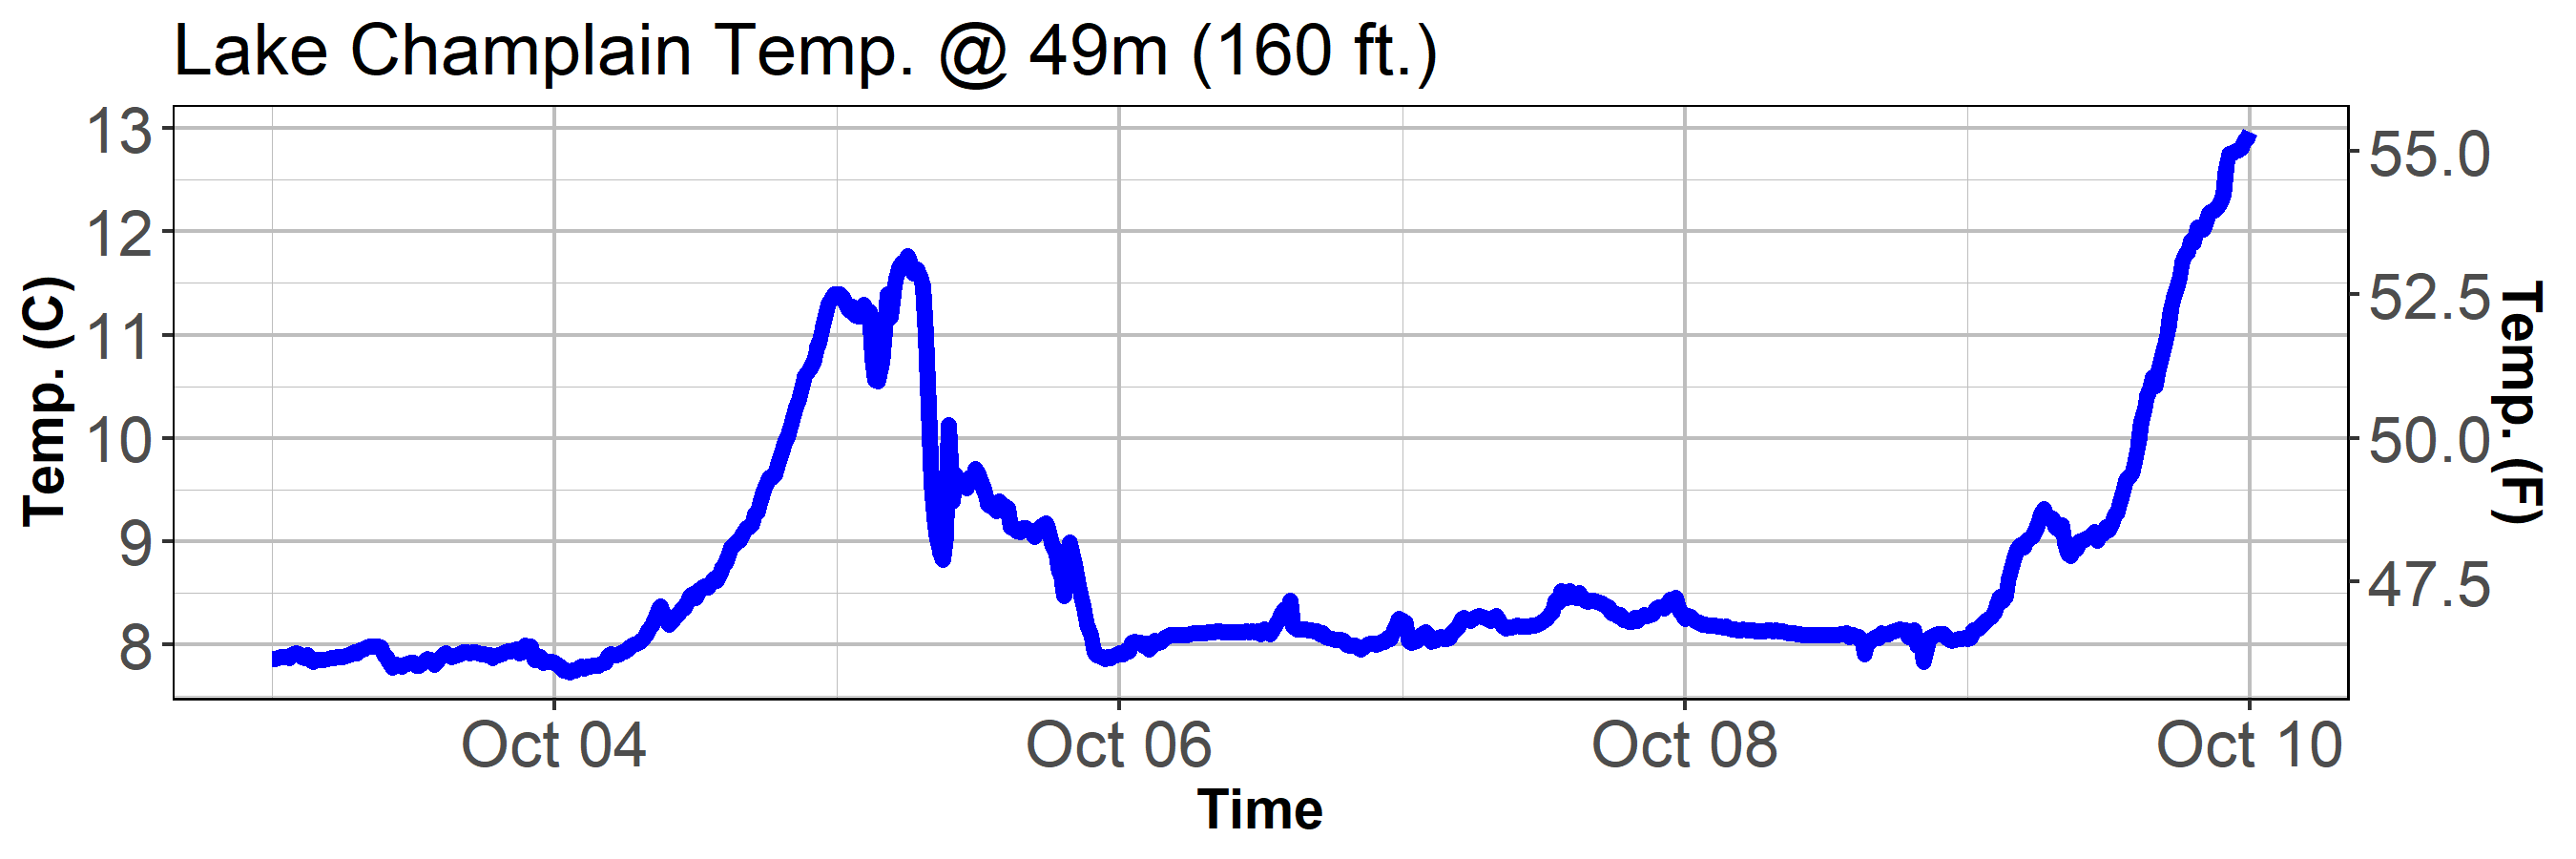 Lake Champlain Temp. @ 49m (160 ft.)
Temp. (C)
13
12
11
10
9
8
55.0
52.5
50.0
47.5
Temp. (F)
Oct 04 Oct 06 Oct 08 Oct 10
Time